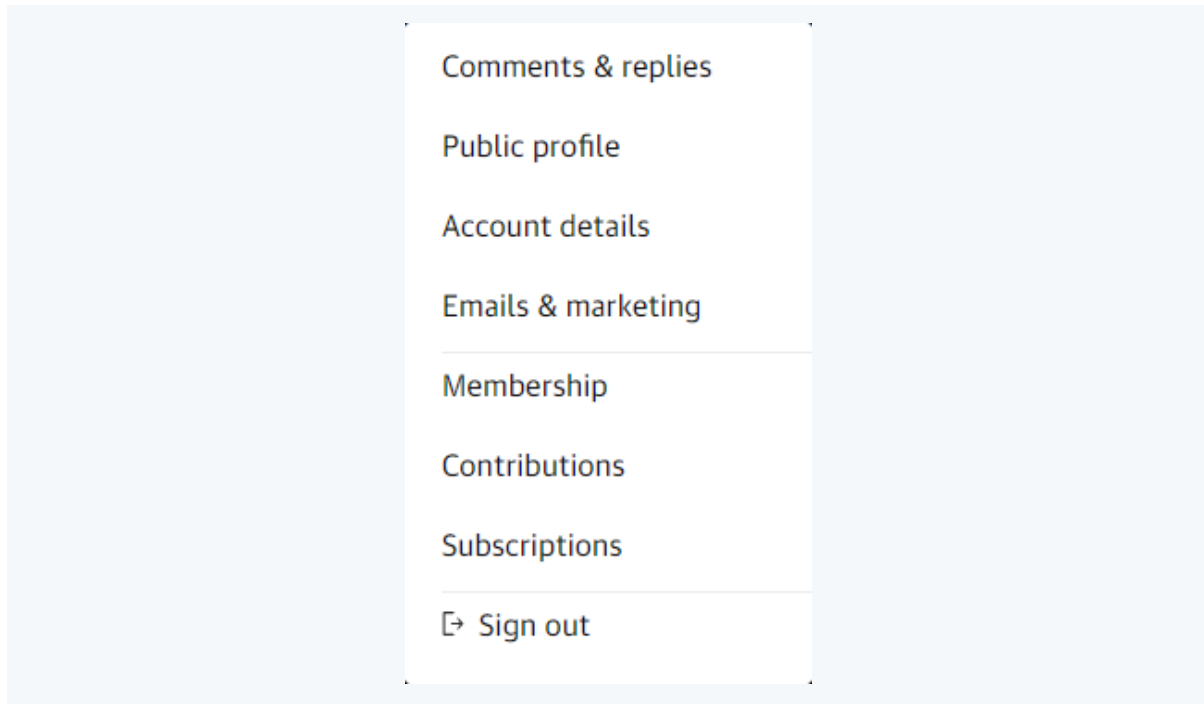 Comments & replies
Public profile
Account details
Emails & marketing
Membership
Contributions
Subscriptions
Sign out